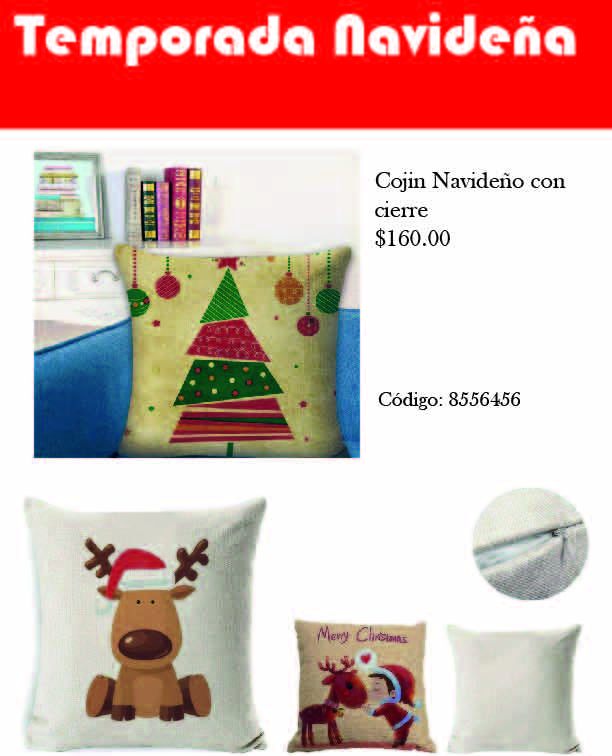 Temporada Navideña
Cojin Navideño con
cierre
$160.00
Código: 8556456
Merry Christmas